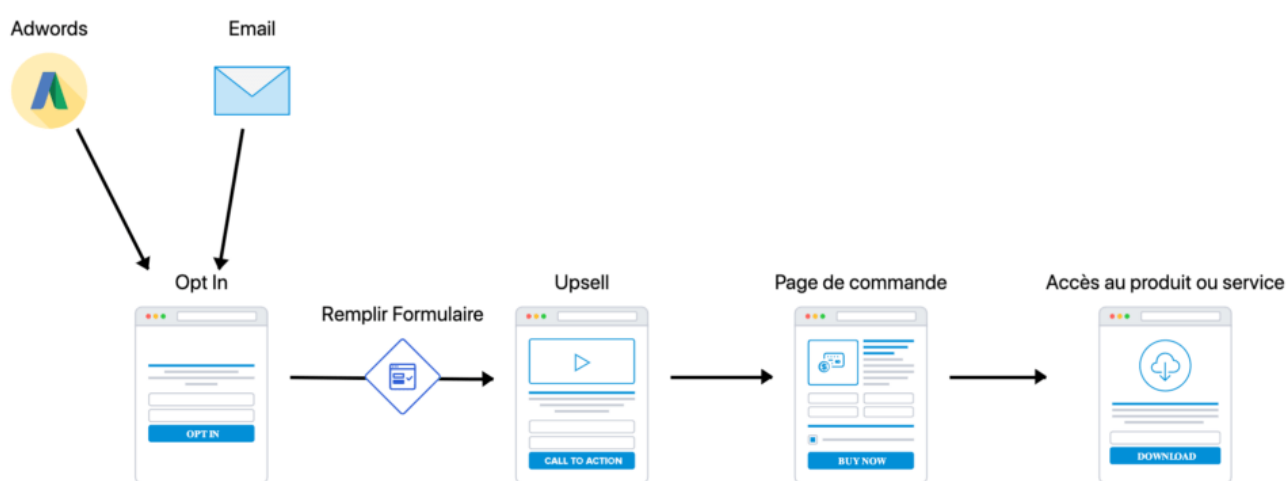 Adwords
Email
Opt In
Remplir Formulaire
Upsell
Page de commande
Accès au produit ou service
OPT IN
CALL TO ACTION
BUY NOW
DOWNLOAD